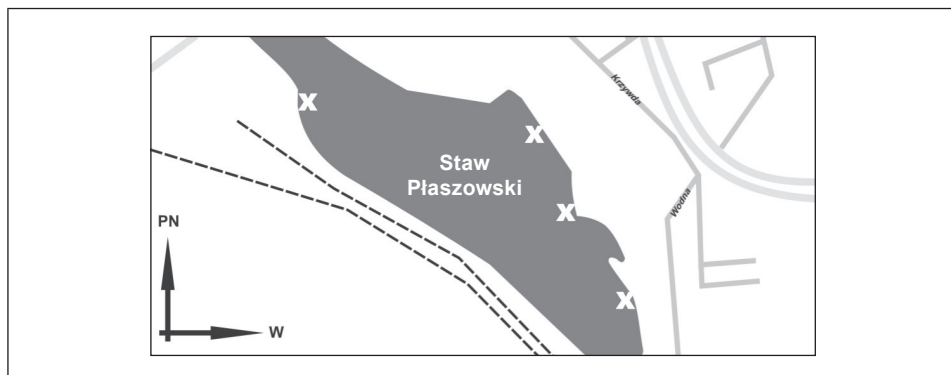 Krzywda
X
X
Staw
Płaszowski
Wodna
X
PN
X
W